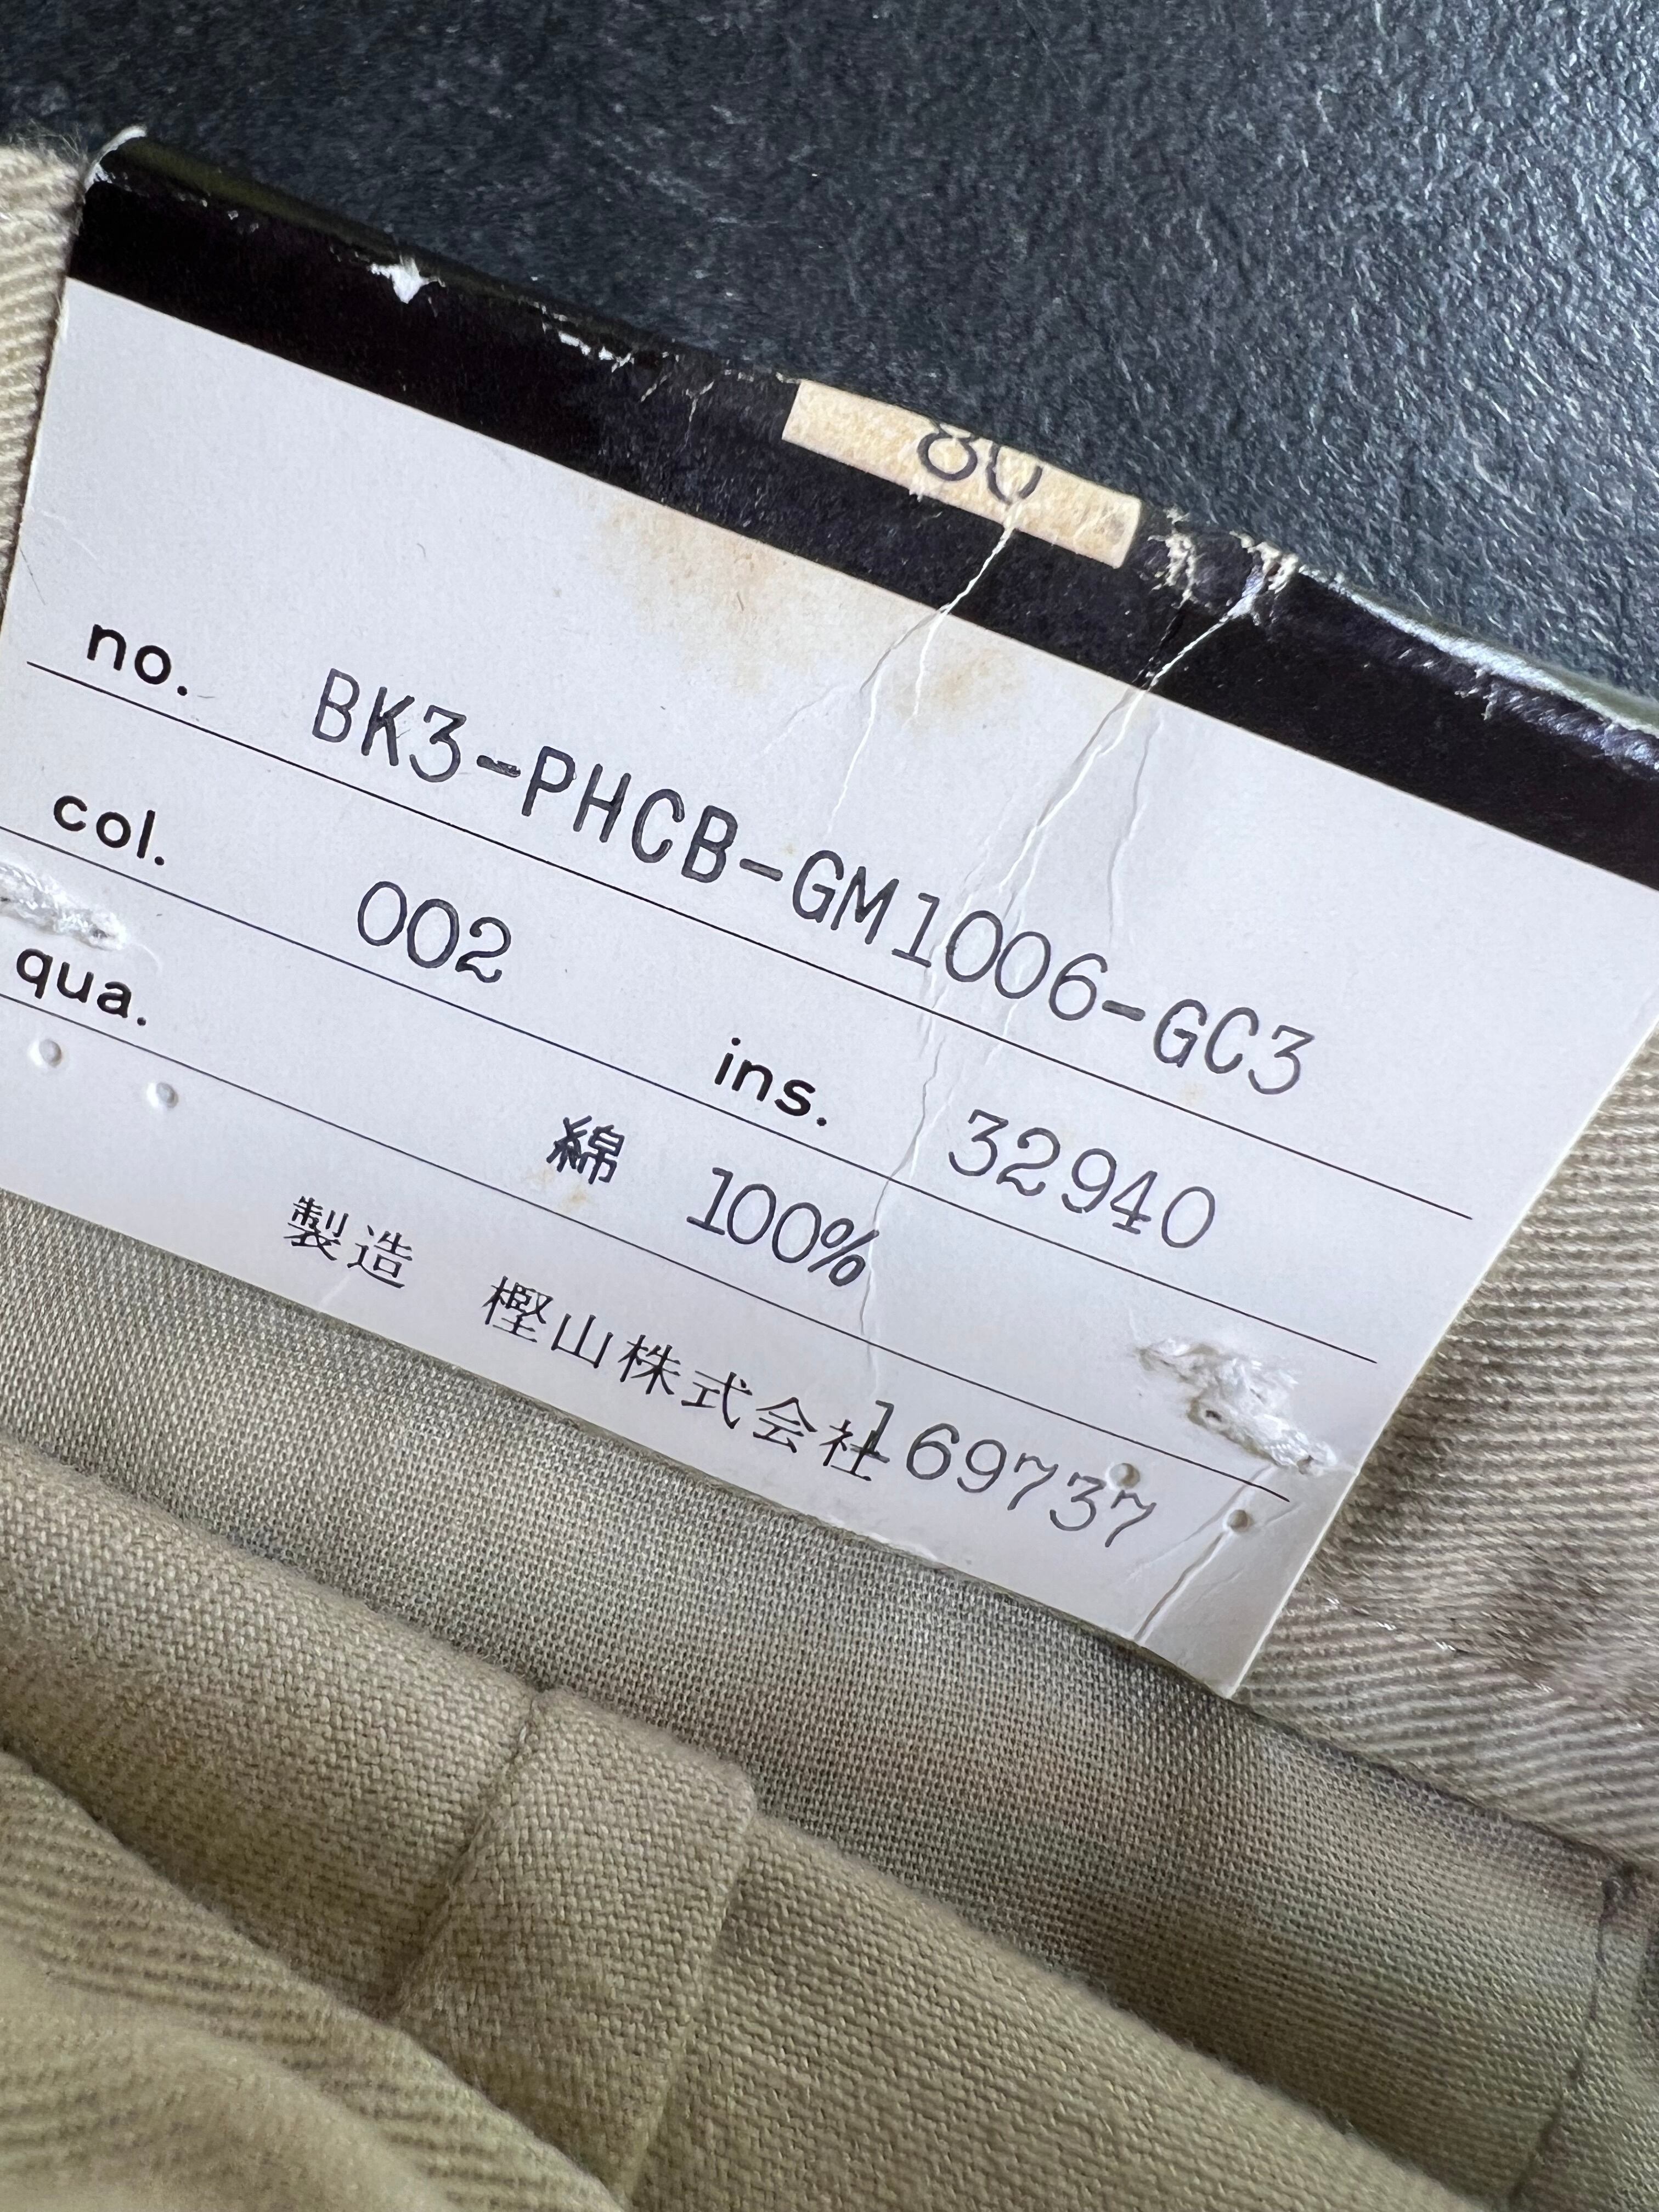 80
no. BK3-PHCB-GM1006-GC3
col. 002 ins. 32940
qua. 綿 100%
製造 樫山株式会社 169737